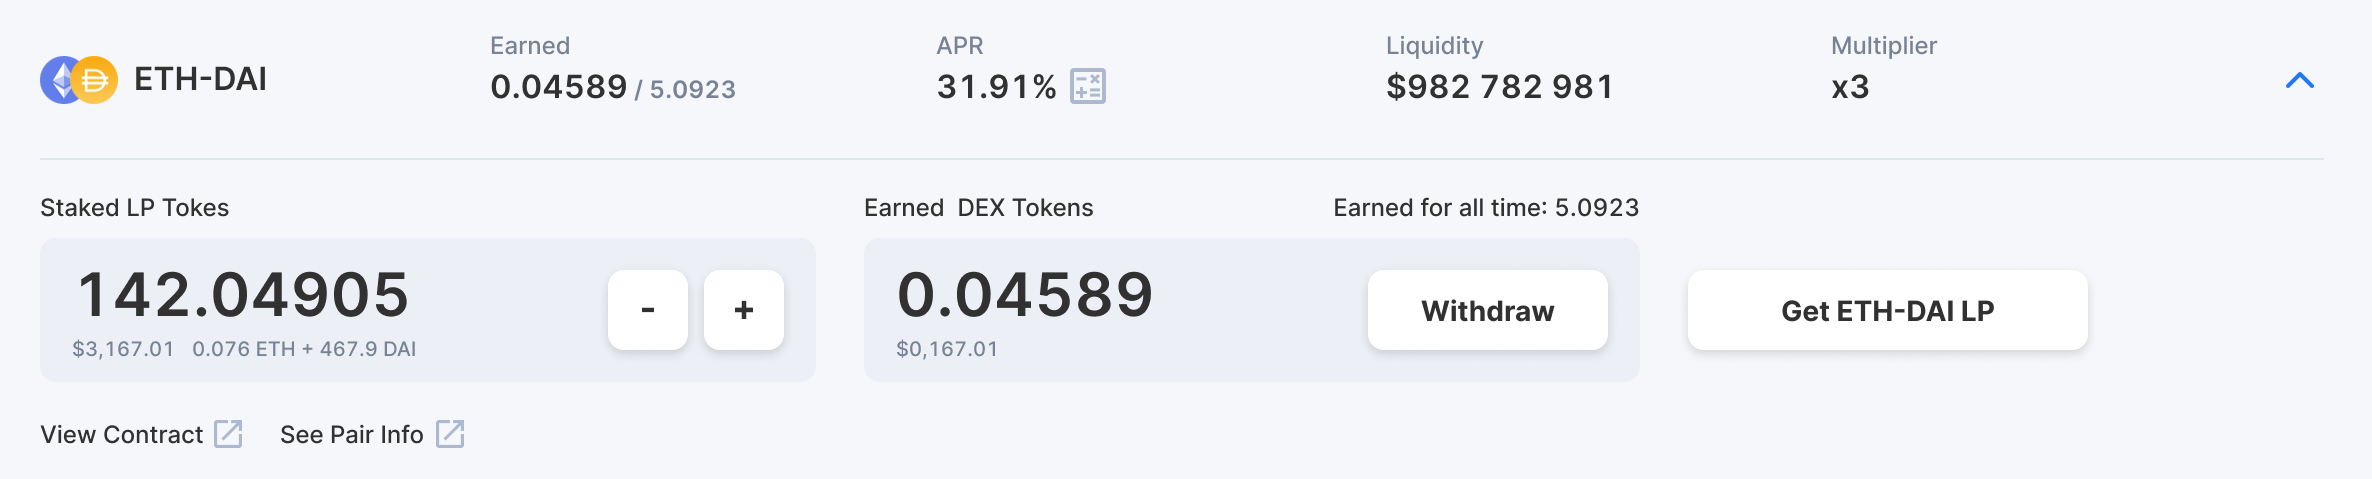 ETH-DAI
Earned
0.04589 / 5.0923
APR
31.91%
Liquidity
$982 782 981
Multiplier
x3
Staked LP Tokes
142.04905
$3,167.01 0.076 ETH + 467.9 DAI
-
+
Earned  DEX Tokens
Earned for all time: 5.0923
0.04589
$0,167.01
Withdraw
Get ETH-DAI LP
View Contract
See Pair Info